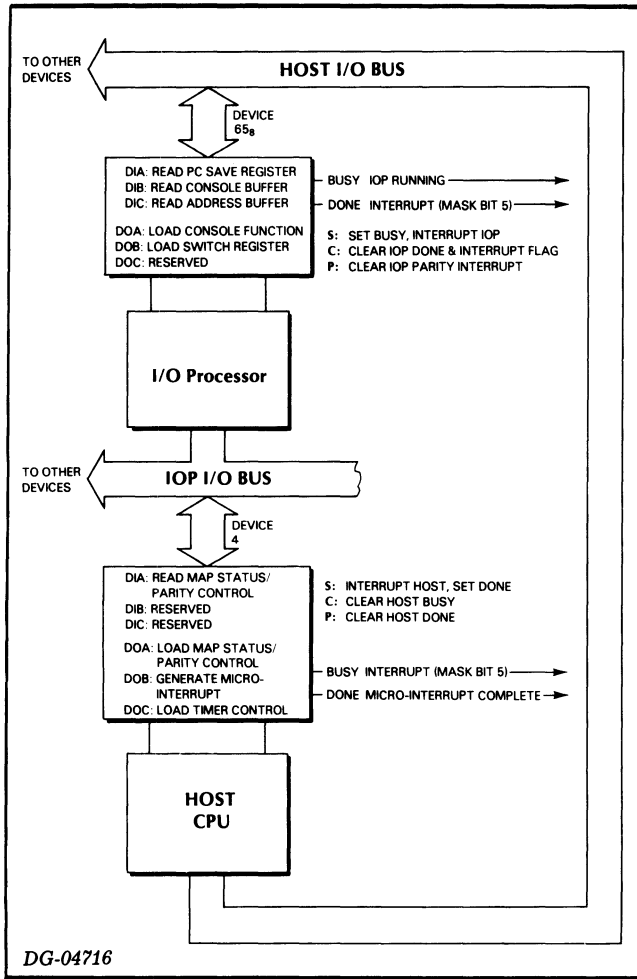 TO OTHER
DEVICES
HOST I/O BUS
DEVICE
65₈
DIA: READ PC SAVE REGISTER
DIB: READ CONSOLE BUFFER
DIC: READ ADDRESS BUFFER
DOA: LOAD CONSOLE FUNCTION
DOB: LOAD SWITCH REGISTER
DOC: RESERVED
BUSY IOP RUNNING
DONE INTERRUPT (MASK BIT 5)
S: SET BUSY, INTERRUPT IOP
C: CLEAR IOP DONE & INTERRUPT FLAG
P: CLEAR IOP PARITY INTERRUPT
I/O Processor
TO OTHER
DEVICES
IOP I/O BUS
DEVICE
4
DIA: READ MAP STATUS/
PARITY CONTROL
DIB: RESERVED
DIC: RESERVED
DOA: LOAD MAP STATUS/
PARITY CONTROL
DOB: GENERATE MICRO-
INTERRUPT
DOC: LOAD TIMER CONTROL
S: INTERRUPT HOST, SET DONE
C: CLEAR HOST BUSY
P: CLEAR HOST DONE
BUSY INTERRUPT (MASK BIT 5)
DONE MICRO-INTERRUPT COMPLETE
HOST
CPU
DG-04716